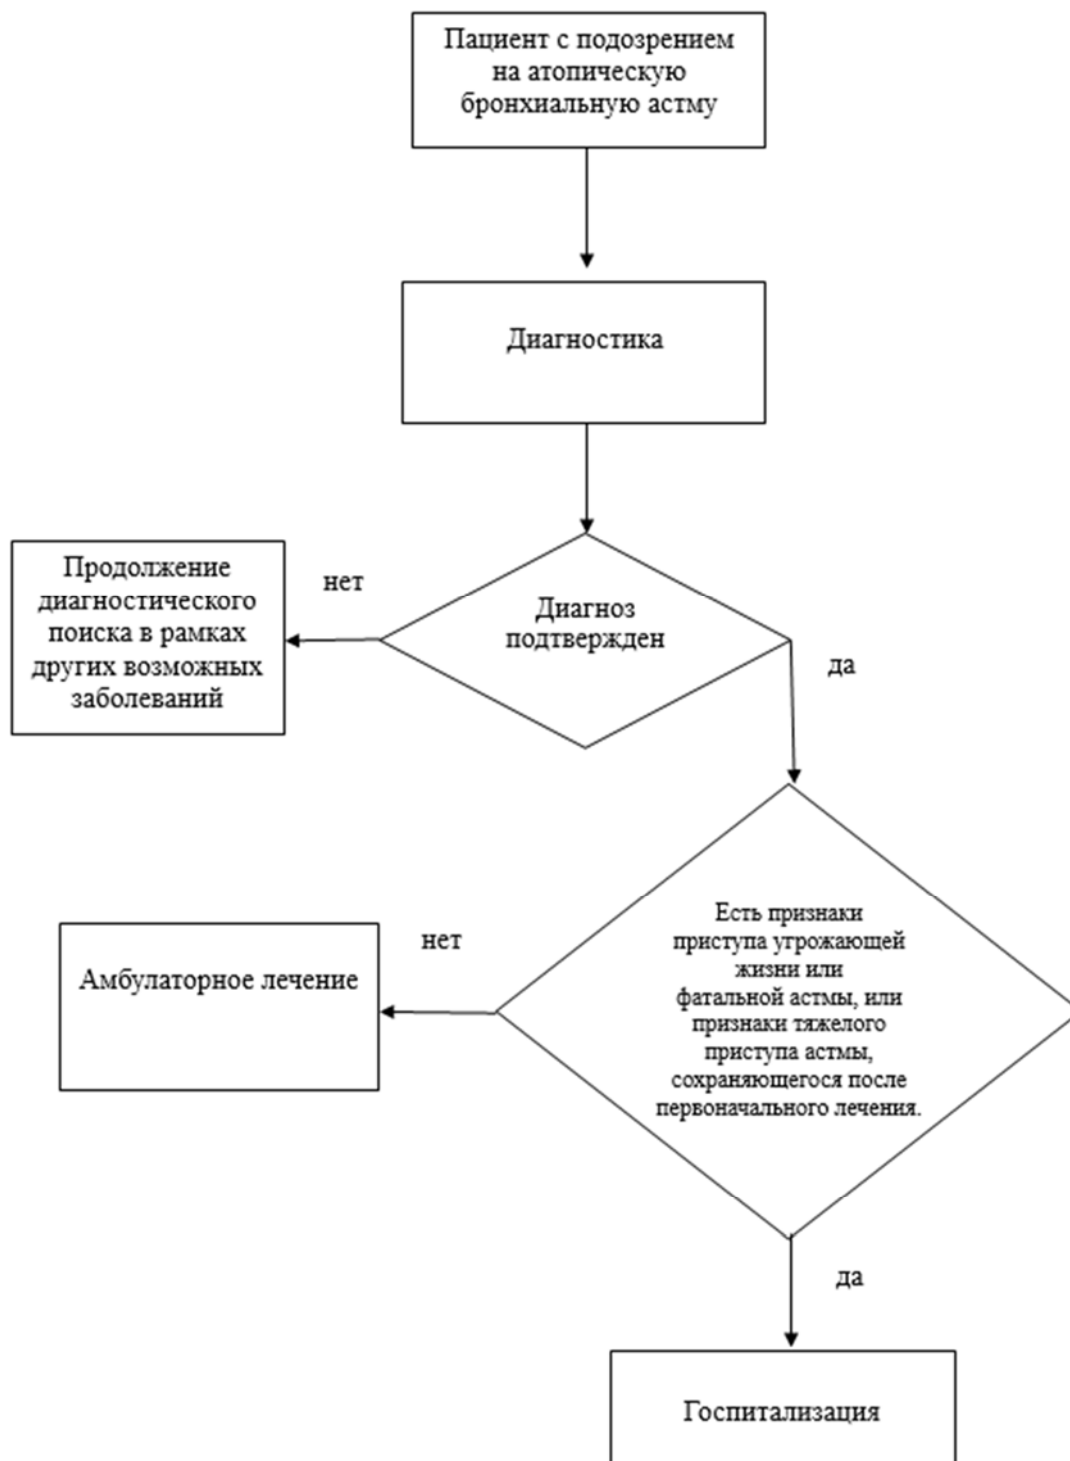 Пациент с подозрением
на атопическую
бронхиальную астму
Диагностика
Диагноз
подтвержден
нет
Продолжение
диагностического
поиска в рамках
других возможных
заболеваний
да
Есть признаки
приступа угрожающей
жизни или
фатальной астмы, или
признаки тяжелого
приступа астмы,
сохраняющегося после
первоначального лечения.
нет
Амбулаторное лечение
да
Госпитализация